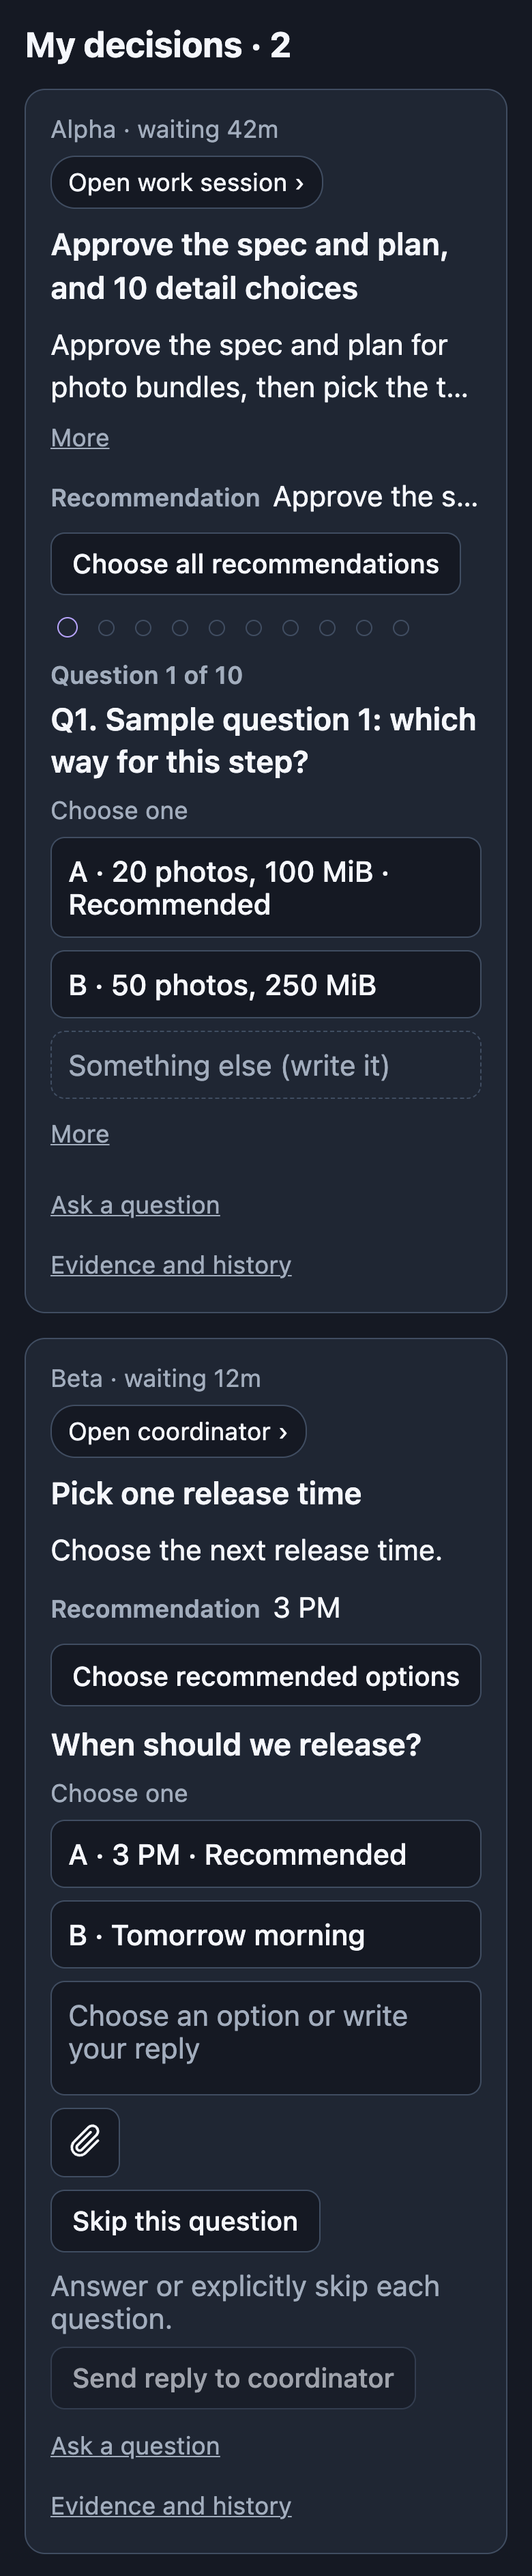 My decisions · 2
Alpha · waiting 42m
Open work session ›
Approve the spec and plan,
and 10 detail choices
Approve the spec and plan for
photo bundles, then pick the t...
More
Recommendation Approve the s...
Choose all recommendations
Question 1 of 10
Q1. Sample question 1: which
way for this step?
Choose one
A · 20 photos, 100 MiB ·
Recommended
B · 50 photos, 250 MiB
Something else (write it)
More
Ask a question
Evidence and history
Beta · waiting 12m
Open coordinator ›
Pick one release time
Choose the next release time.
Recommendation 3 PM
Choose recommended options
When should we release?
Choose one
A · 3 PM · Recommended
B · Tomorrow morning
Choose an option or write
your reply
Skip this question
Answer or explicitly skip each
question.
Send reply to coordinator
Ask a question
Evidence and history